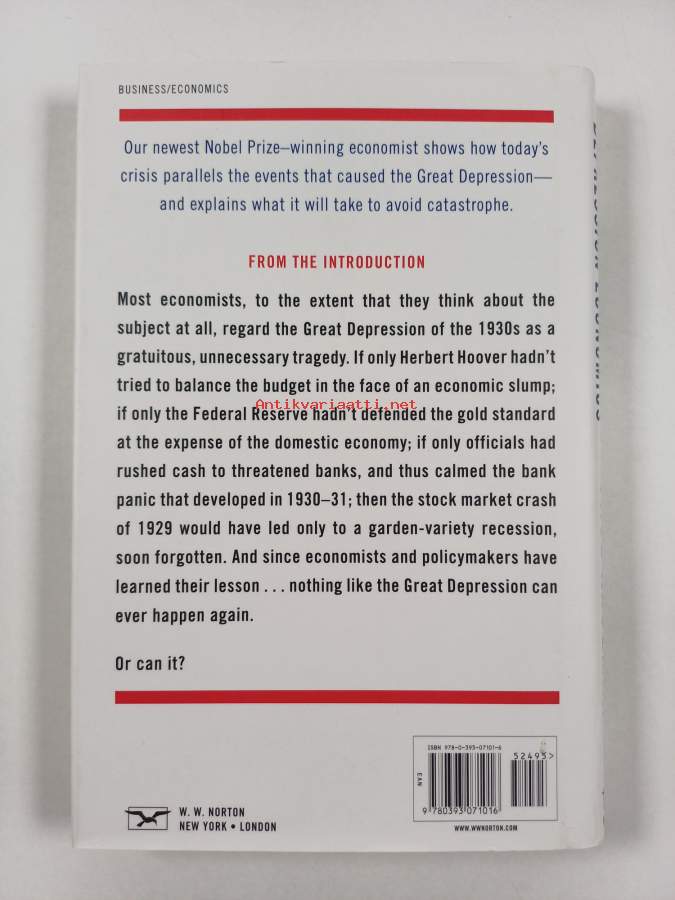 BUSINESS/ECONOMICS
Our newest Nobel Prize–winning economist shows how today's
crisis parallels the events that caused the Great Depression—
and explains what it will take to avoid catastrophe.
FROM THE INTRODUCTION
Most economists, to the extent that they think about the
subject at all, regard the Great Depression of the 1930s as a
gratuitous, unnecessary tragedy. If only Herbert Hoover hadn't
tried to balance the budget in the face of an economic slump;
Antikvariaatti.net
if only the Federal Reserve hadn't defended the gold standard
at the expense of the domestic economy; if only officials had
rushed cash to threatened banks, and thus calmed the bank
panic that developed in 1930–31; then the stock market crash
of 1929 would have led only to a garden-variety recession,
soon forgotten. And since economists and policymakers have
learned their lesson . . . nothing like the Great Depression can
ever happen again.
Or can it?
ISBN 978-0-393-07101-6
52495>
EAN
9 780393 071016
WWW.WWNORTON.COM
W. W. NORTON
NEW YORK • LONDON